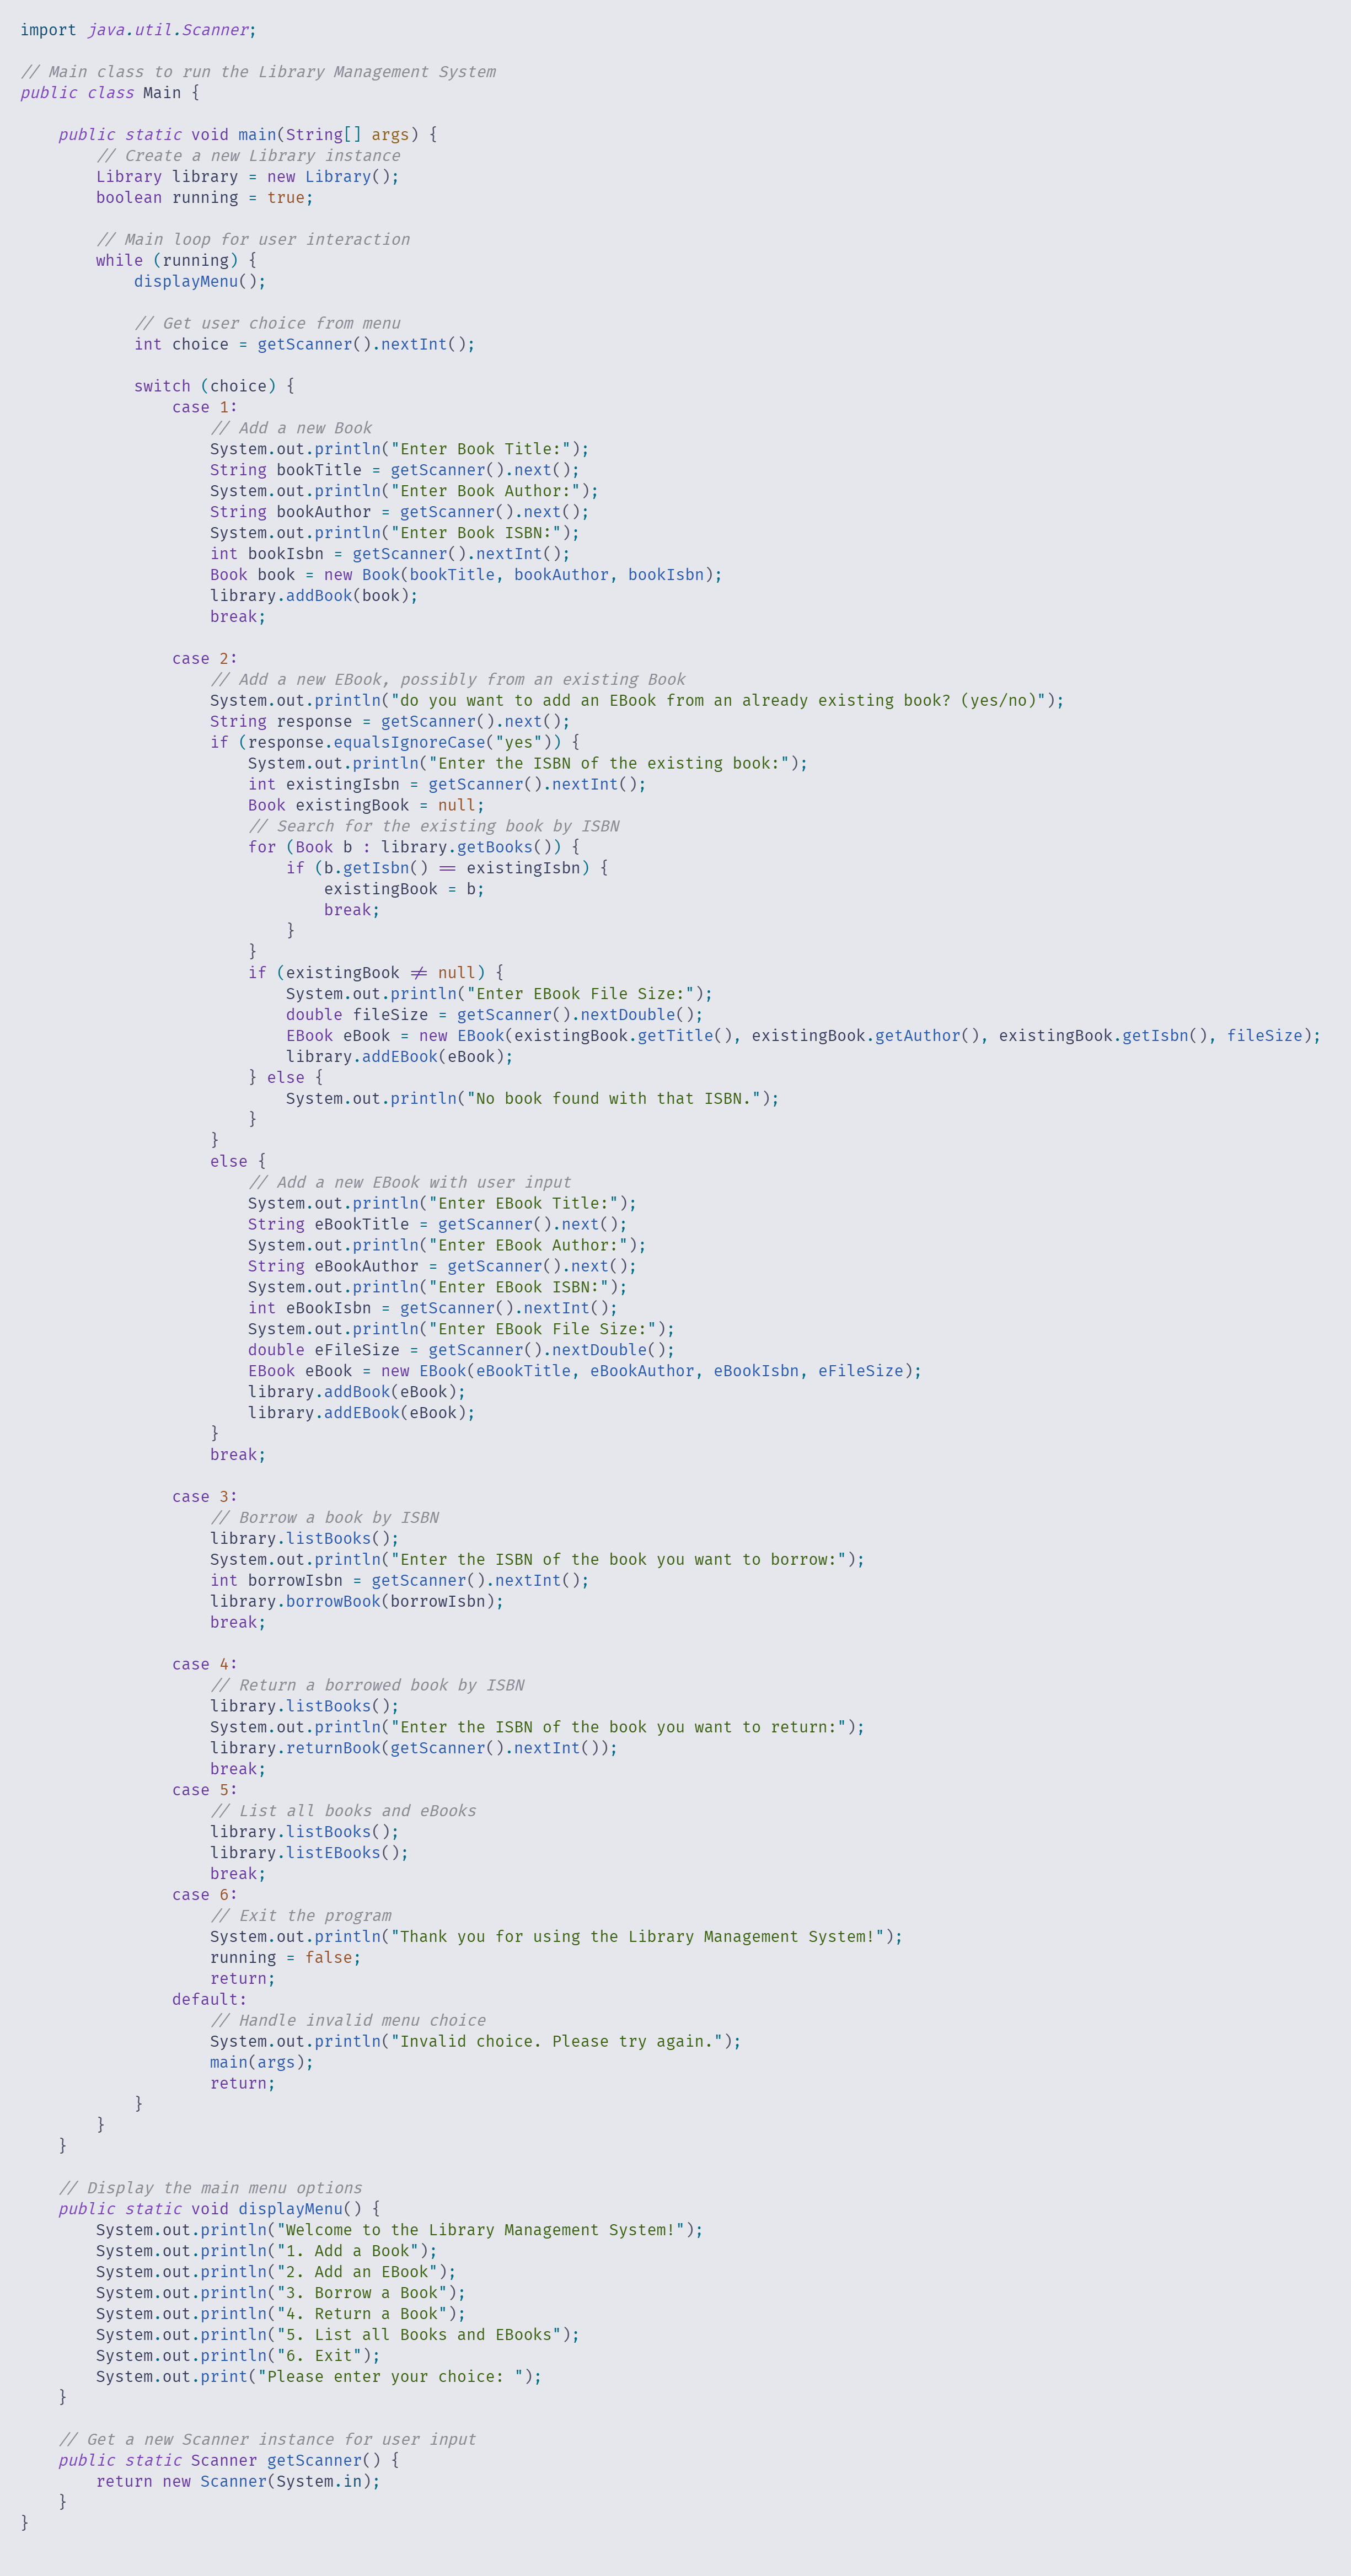 import java.util.Scanner;

// Main class to run the Library Management System
public class Main {

    public static void main(String[] args) {
        // Create a new Library instance
        Library library = new Library();
        boolean running = true;

        // Main loop for user interaction
        while (running) {
            displayMenu();

            // Get user choice from menu
            int choice = getScanner().nextInt();

            switch (choice) {
                case 1:
                    // Add a new Book
                    System.out.println("Enter Book Title:");
                    String bookTitle = getScanner().next();
                    System.out.println("Enter Book Author:");
                    String bookAuthor = getScanner().next();
                    System.out.println("Enter Book ISBN:");
                    int bookIsbn = getScanner().nextInt();
                    Book book = new Book(bookTitle, bookAuthor, bookIsbn);
                    library.addBook(book);
                    break;

                case 2:
                    // Add a new EBook, possibly from an existing Book
                    System.out.println("do you want to add an EBook from an already existing book? (yes/no)");
                    String response = getScanner().next();
                    if (response.equalsIgnoreCase("yes")) {
                        System.out.println("Enter the ISBN of the existing book:");
                        int existingIsbn = getScanner().nextInt();
                        Book existingBook = null;
                        // Search for the existing book by ISBN
                        for (Book b : library.getBooks()) {
                            if (b.getIsbn() == existingIsbn) {
                                existingBook = b;
                                break;
                            }
                        }
                        if (existingBook != null) {
                            System.out.println("Enter EBook File Size:");
                            double fileSize = getScanner().nextDouble();
                            EBook eBook = new EBook(existingBook.getTitle(), existingBook.getAuthor(), existingBook.getIsbn(), fileSize);
                            library.addEBook(eBook);
                        } else {
                            System.out.println("No book found with that ISBN.");
                        }
                    }
                    else {
                        // Add a new EBook with user input
                        System.out.println("Enter EBook Title:");
                        String eBookTitle = getScanner().next();
                        System.out.println("Enter EBook Author:");
                        String eBookAuthor = getScanner().next();
                        System.out.println("Enter EBook ISBN:");
                        int eBookIsbn = getScanner().nextInt();
                        System.out.println("Enter EBook File Size:");
                        double eFileSize = getScanner().nextDouble();
                        EBook eBook = new EBook(eBookTitle, eBookAuthor, eBookIsbn, eFileSize);
                        library.addBook(eBook);
                        library.addEBook(eBook);
                    }
                    break;

                case 3:
                    // Borrow a book by ISBN
                    library.listBooks();
                    System.out.println("Enter the ISBN of the book you want to borrow:");
                    int borrowIsbn = getScanner().nextInt();
                    library.borrowBook(borrowIsbn);
                    break;

                case 4:
                    // Return a borrowed book by ISBN
                    library.listBooks();
                    System.out.println("Enter the ISBN of the book you want to return:");
                    library.returnBook(getScanner().nextInt());
                    break;
                case 5:
                    // List all books and eBooks
                    library.listBooks();
                    library.listEBooks();
                    break;
                case 6:
                    // Exit the program
                    System.out.println("Thank you for using the Library Management System!");
                    running = false;
                    return;
                default:
                    // Handle invalid menu choice
                    System.out.println("Invalid choice. Please try again.");
                    main(args);
                    return;
            }
        }
    }

    // Display the main menu options
    public static void displayMenu() {
        System.out.println("Welcome to the Library Management System!");
        System.out.println("1. Add a Book");
        System.out.println("2. Add an EBook");
        System.out.println("3. Borrow a Book");
        System.out.println("4. Return a Book");
        System.out.println("5. List all Books and EBooks");
        System.out.println("6. Exit");
        System.out.print("Please enter your choice: ");
    }

    // Get a new Scanner instance for user input
    public static Scanner getScanner() {
        return new Scanner(System.in);
    }
}